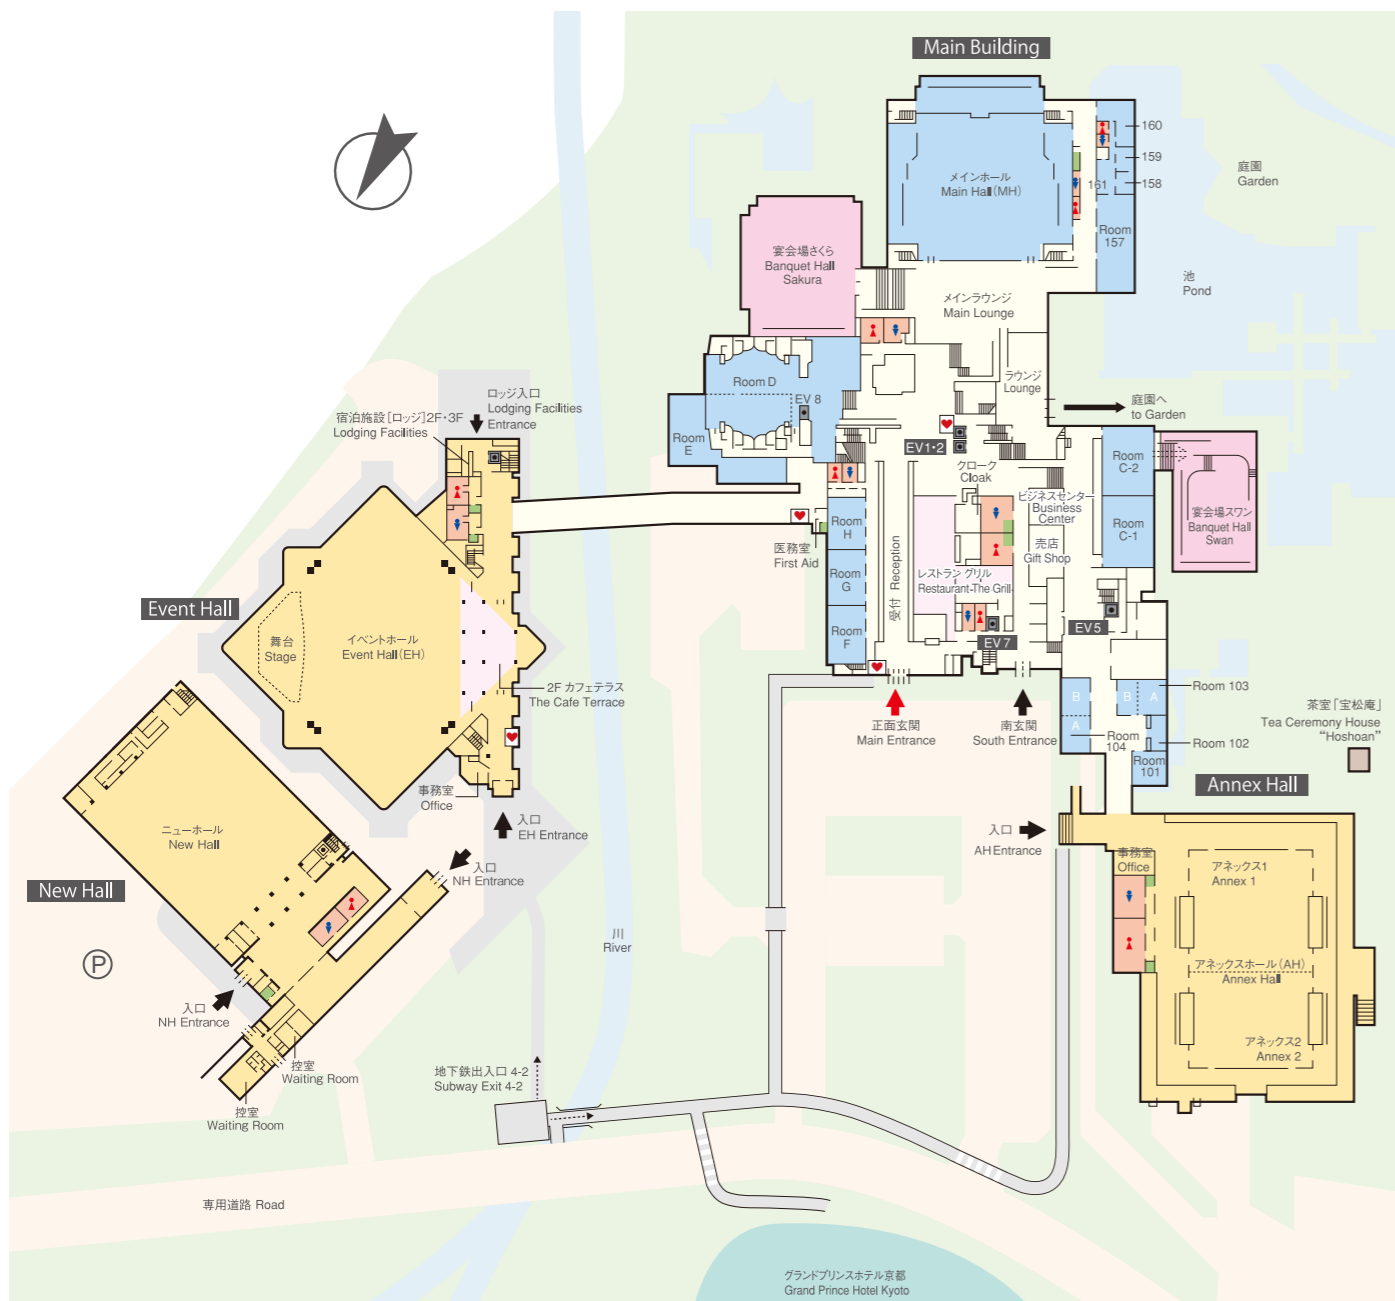 Main Building
160
159
158
161
Room
157
メインホール
Main Hall(MH)
庭園
Garden
池
Pond
宴会場さくら
Banquet Hall
Sakura
メインラウンジ
Main Lounge
ラウンジ
Lounge
庭園へ
to Garden
Room D
EV 8
Room
E
EV1・2
クローク
Cloak
ビジネスセンター
Business
Center
売店
Gift Shop
Room
C-2
Room
C-1
宴会場スワン
Banquet Hall
Swan
ロッジ入口
Lodging Facilities
Entrance
宿泊施設[ロッジ]2F・3F
Lodging Facilities
医務室
First Aid
Room
H
Room
G
Room
F
受付 Reception
レストラン グリル
Restaurant-The Grill
EV 7
EV 5
Event Hall
舞台
Stage
イベントホール
Event Hall(EH)
2F カフェテラス
The Cafe Terrace
事務室
Office
入口
EH Entrance
正面玄関
Main Entrance
南玄関
South Entrance
B
A
B
A
Room
104
Room 103
Room 102
Room
101
茶室「宝松庵」
Tea Ceremony House
“Hoshoan”
Annex Hall
入口
AH Entrance
事務室
Office
アネックス1
Annex 1
アネックスホール(AH)
Annex Hall
アネックス2
Annex 2
ニューホール
New Hall
New Hall
入口
NH Entrance
P
入口
NH Entrance
控室
Waiting Room
控室
Waiting Room
川
River
地下鉄出入口 4-2
Subway Exit 4-2
専用道路 Road
グランドプリンスホテル京都
Grand Prince Hotel Kyoto